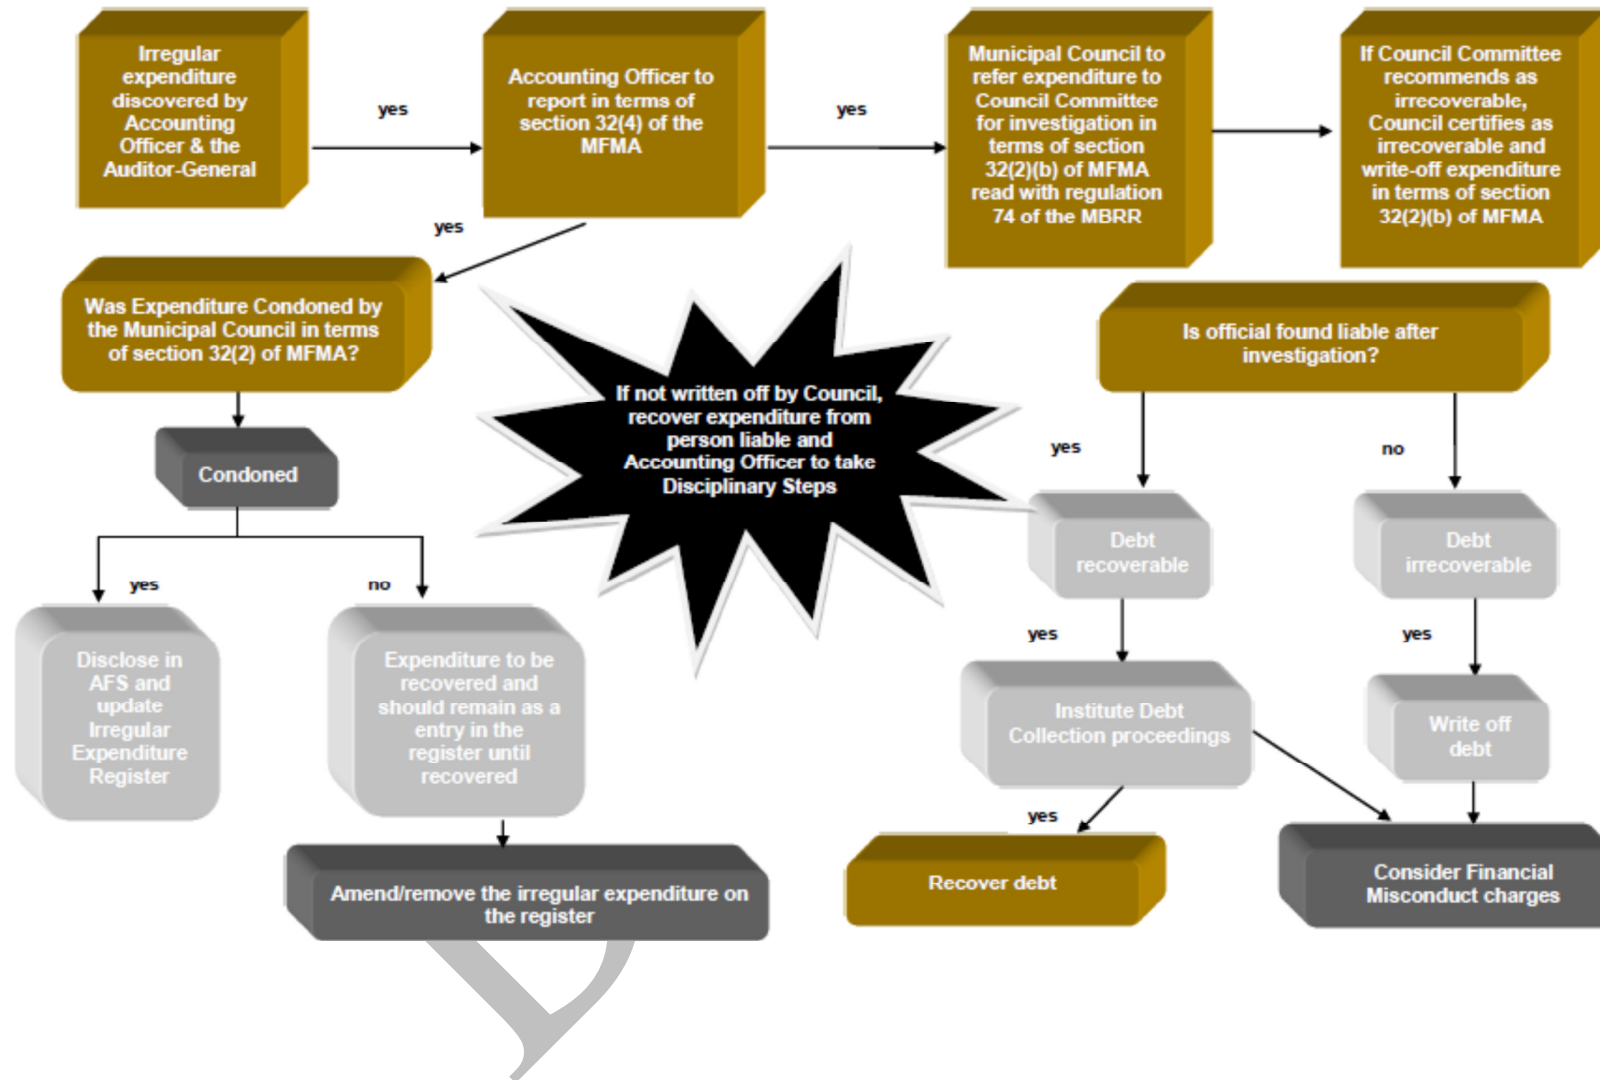 Irregular
expenditure
discovered by
Accounting
Officer & the
Auditor-General
yes
Accounting Officer to
report in terms of
section 32(4) of the
MFMA
yes
Municipal Council to
refer expenditure to
Council Committee
for investigation in
terms of section
32(2)(b) of MFMA
read with regulation
74 of the MBRR
If Council Committee
recommends as
irrecoverable,
Council certifies as
irrecoverable and
write-off expenditure
in terms of section
32(2)(b) of MFMA
yes
Was Expenditure Condoned by
the Municipal Council in terms
of section 32(2) of MFMA?
Condoned
yes
no
Disclose in
AFS and
update
Irregular
Expenditure
Register
Expenditure to be
recovered and
should remain as a
entry in the
register until
recovered
Amend/remove the irregular expenditure on
the register
If not written off by Council,
recover expenditure from
person liable and
Accounting Officer to take
Disciplinary Steps
Is official found liable after
investigation?
yes
no
Debt
recoverable
Debt
irrecoverable
yes
yes
Institute Debt
Collection proceedings
Write off
debt
yes
Recover debt
Consider Financial
Misconduct charges